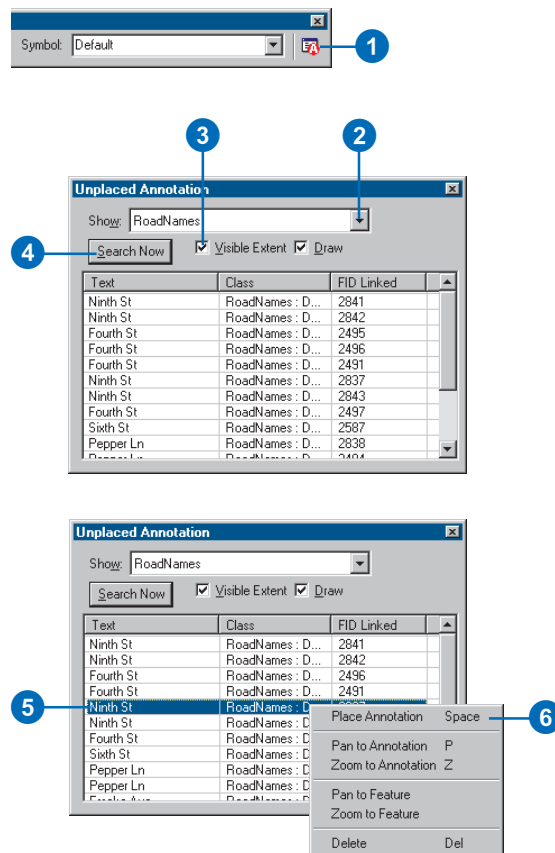 Symbol: Default
1
3 2
Unplaced Annotation
Show: RoadNames
4 Search Now Visible Extent Draw
Text Class FID Linked
Ninth St RoadNames : D... 2841
Ninth St RoadNames : D... 2842
Fourth St RoadNames : D... 2495
Fourth St RoadNames : D... 2496
Fourth St RoadNames : D... 2491
Ninth St RoadNames : D... 2837
Ninth St RoadNames : D... 2843
Fourth St RoadNames : D... 2497
Sixth St RoadNames : D... 2587
Pepper Ln RoadNames : D... 2838
Unplaced Annotation
Show: RoadNames
Search Now Visible Extent Draw
Text Class FID Linked
Ninth St RoadNames : D... 2841
Ninth St RoadNames : D... 2842
Fourth St RoadNames : D... 2496
Fourth St RoadNames : D... 2491
5 Ninth St RoadNames : D...
Ninth St RoadNames : D
Fourth St RoadNames : D
Sixth St RoadNames : D
Pepper Ln RoadNames : D
Pepper Ln RoadNames : D
Place Annotation Space 6
Pan to Annotation P
Zoom to Annotation Z
Pan to Feature
Zoom to Feature
Delete Del